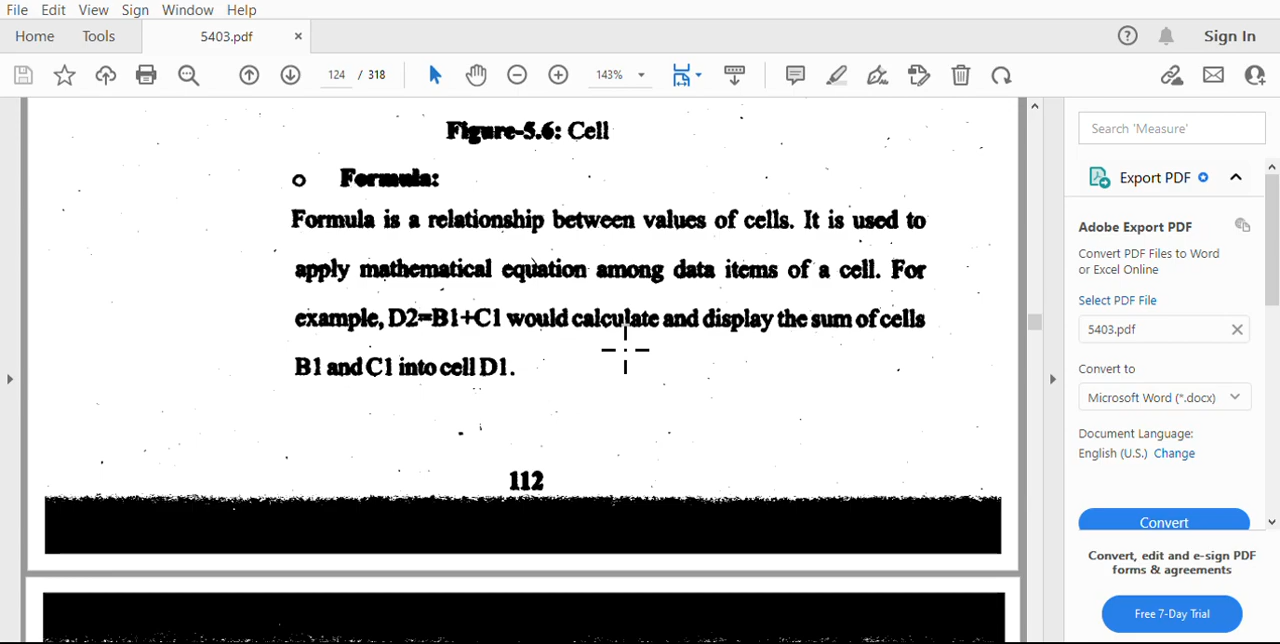 File Edit View Sign Window Help
Home Tools 5403.pdf × Sign In
124 / 318 143%
Figure-5.6: Cell
o Formula:
Formula is a relationship between values of cells. It is used to
apply mathematical equation among data items of a cell. For
example, D2=B1+C1 would calculate and display the sum of cells
B1 and C1 into cell D1.
112
Search 'Measure'
Export PDF
Adobe Export PDF
Convert PDF Files to Word
or Excel Online
Select PDF File
5403.pdf
Convert to
Microsoft Word (*.docx)
Document Language:
English (U.S.) Change
Convert
Convert, edit and e-sign PDF
forms & agreements
Free 7-Day Trial